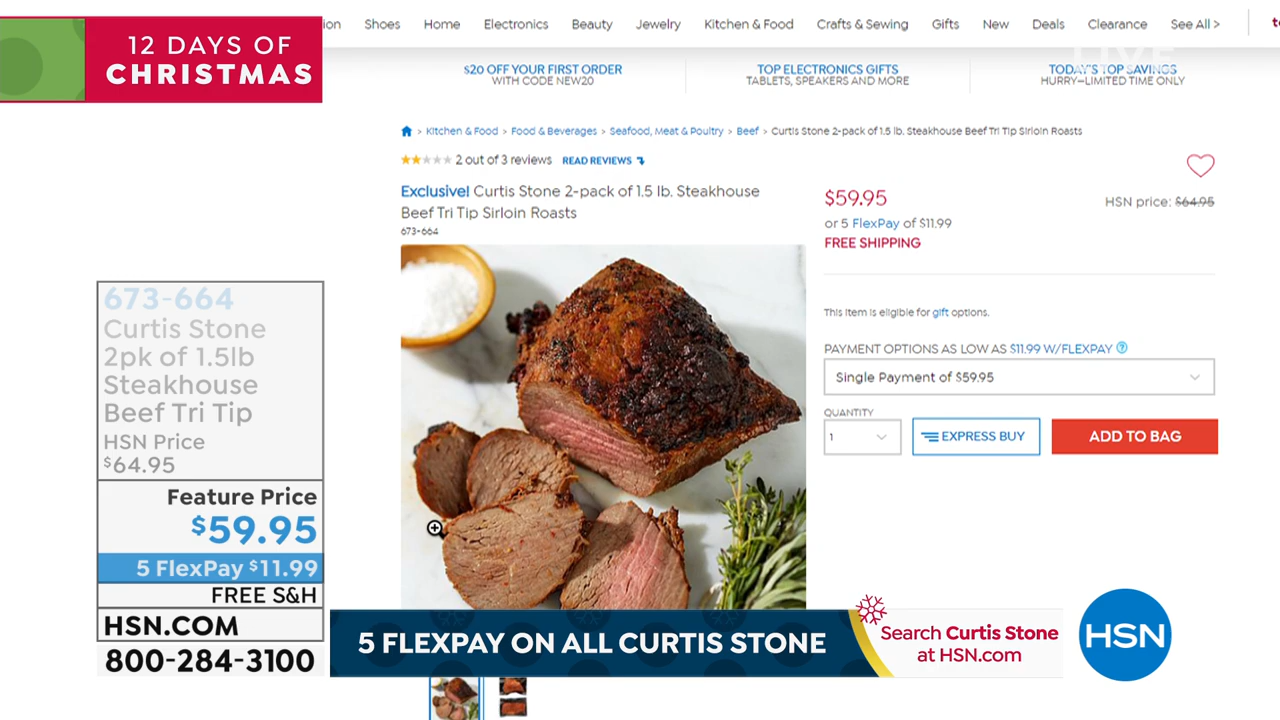 12 DAYS OF
CHRISTMAS
Shoes Home Electronics Beauty Jewelry Kitchen & Food Crafts & Sewing Gifts New Deals Clearance See All >
LIVE
$20 OFF YOUR FIRST ORDER
WITH CODE NEW20
TOP ELECTRONICS GIFTS
TABLETS, SPEAKERS AND MORE
TODAY'S TOP SAVINGS
HURRY—LIMITED TIME ONLY
> Kitchen & Food > Food & Beverages > Seafood, Meat & Poultry > Beef > Curtis Stone 2-pack of 1.5 lb. Steakhouse Beef Tri Tip Sirloin Roasts
2 out of 3 reviews READ REVIEWS
Exclusive! Curtis Stone 2-pack of 1.5 lb. Steakhouse
Beef Tri Tip Sirloin Roasts
673-664
$59.95
HSN price: $64.95
or 5 FlexPay of $11.99
FREE SHIPPING
This item is eligible for gift options.
PAYMENT OPTIONS AS LOW AS $11.99 W/FLEXPAY ?
Single Payment of $59.95
QUANTITY
1
EXPRESS BUY
ADD TO BAG
673-664
Curtis Stone
2pk of 1.5lb
Steakhouse
Beef Tri Tip
HSN Price
$64.95
Feature Price
$59.95
5 FlexPay $11.99
FREE S&H
HSN.COM
800-284-3100
5 FLEXPAY ON ALL CURTIS STONE
Search Curtis Stone
at HSN.com
HSN